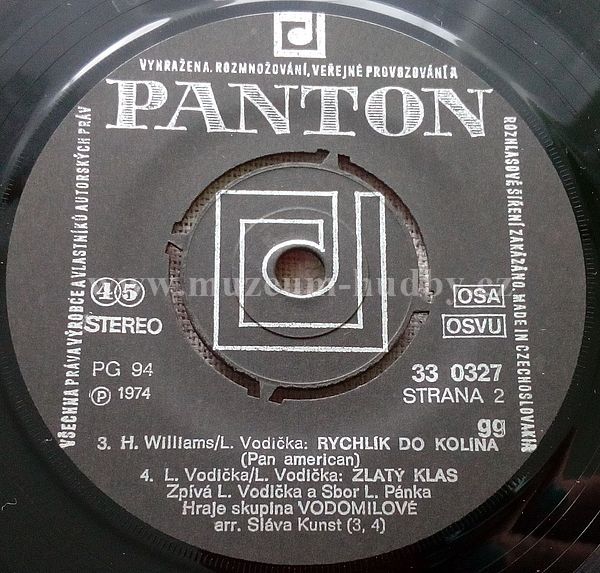 VYHRAŽENA. ROZMNOŽOVÁNÍ, VEŘEJNÉ PROVOZOVÁNÍ A
PANTON
VŠECHNA PRÁVA VÝROBCE A VLASTNÍKŮ AUTORSKÝCH PRÁV
ROZHLASOVÉ ŠÍŘENÍ ZAKÁZÁNO. MADE IN CZECHOSLOVAKIA
www.muzeum-hudby.cz
45
STEREO
OSA
OSVU
PG 94
℗ 1974
33 0327
STRANA 2
gg
3. H. Williams/L. Vodička: RYCHLÍK DO KOLÍNA
(Pan american)
4. L. Vodička/L. Vodička: ZLATÝ KLAS
Zpívá L. Vodička a Sbor L. Pánka
Hraje skupina VODOMILOVÉ
arr. Sláva Kunst (3, 4)